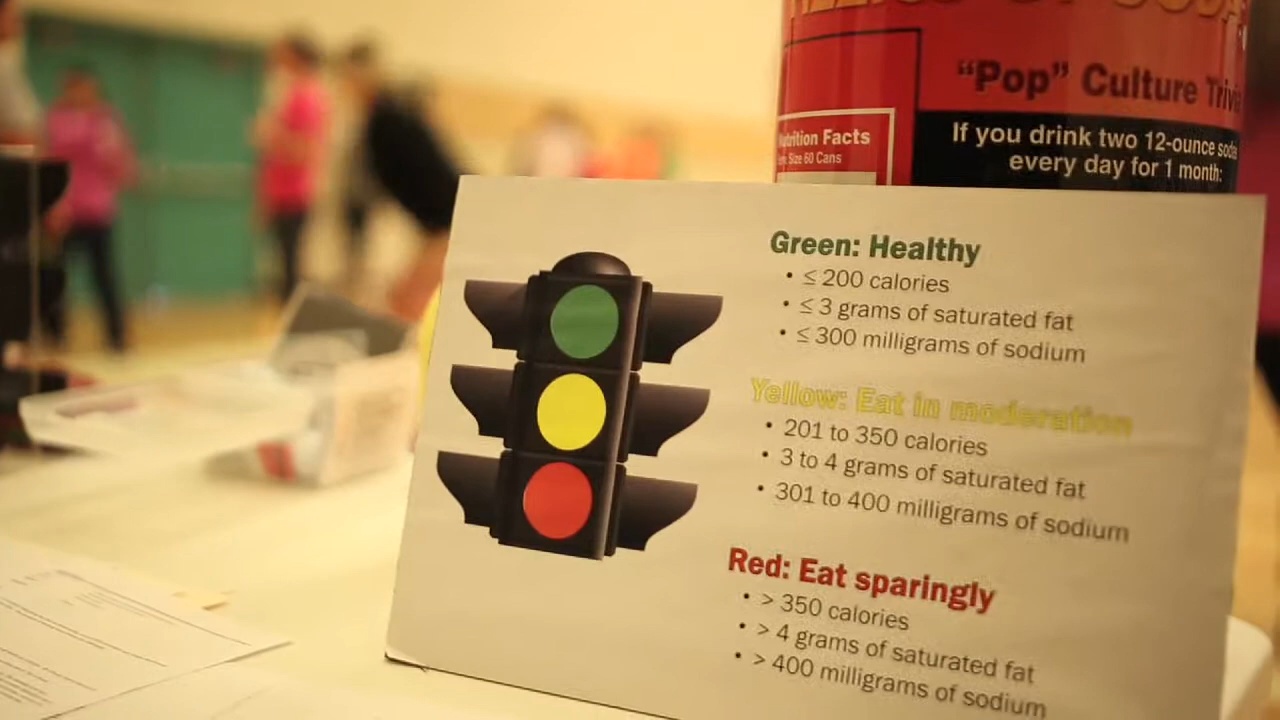 “Pop” Culture
Nutrition Facts
Size 60 Cans
If you drink two 12-ounce
every day for 1 month:
Green: Healthy
• ≤ 200 calories
• ≤ 3 grams of saturated fat
• ≤ 300 milligrams of sodium
Yellow: Eat in moderation
• 201 to 350 calories
• 3 to 4 grams of saturated fat
• 301 to 400 milligrams of sodium
Red: Eat sparingly
• > 350 calories
• > 4 grams of saturated fat
• > 400 milligrams of sodium